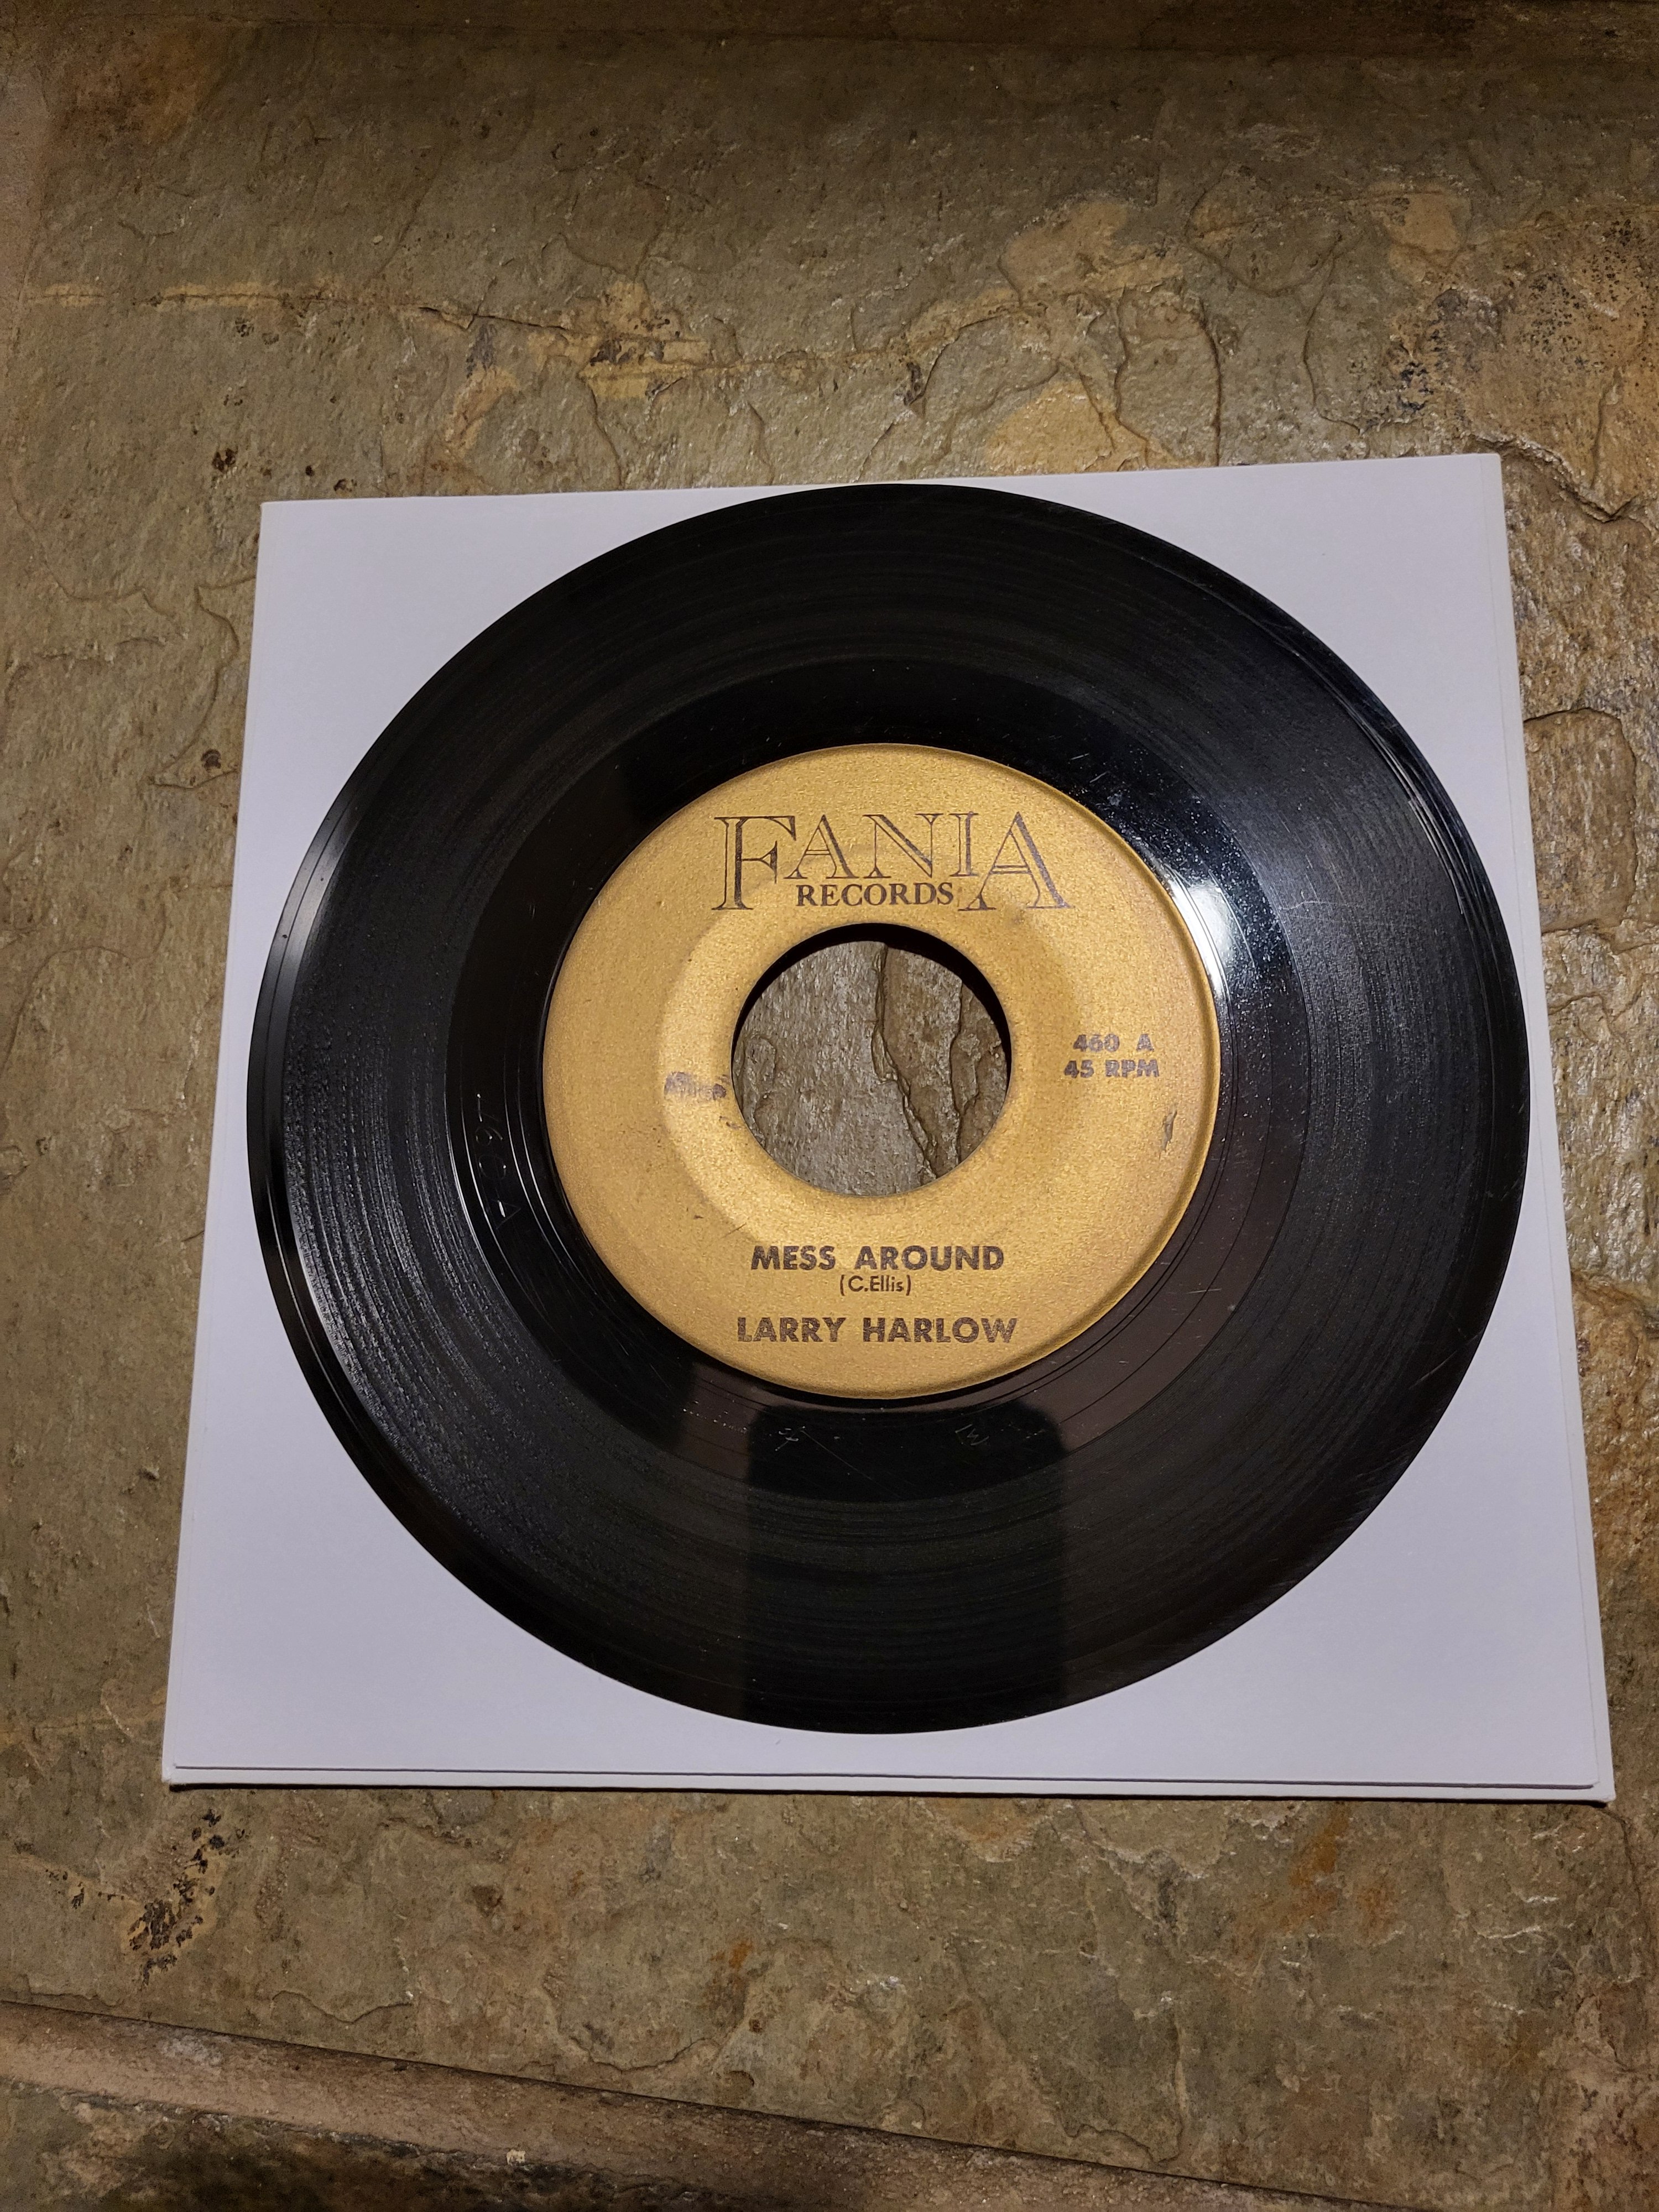 FANIA
RECORDS
460 A
45 RPM
MESS AROUND
(C.Ellis)
LARRY HARLOW